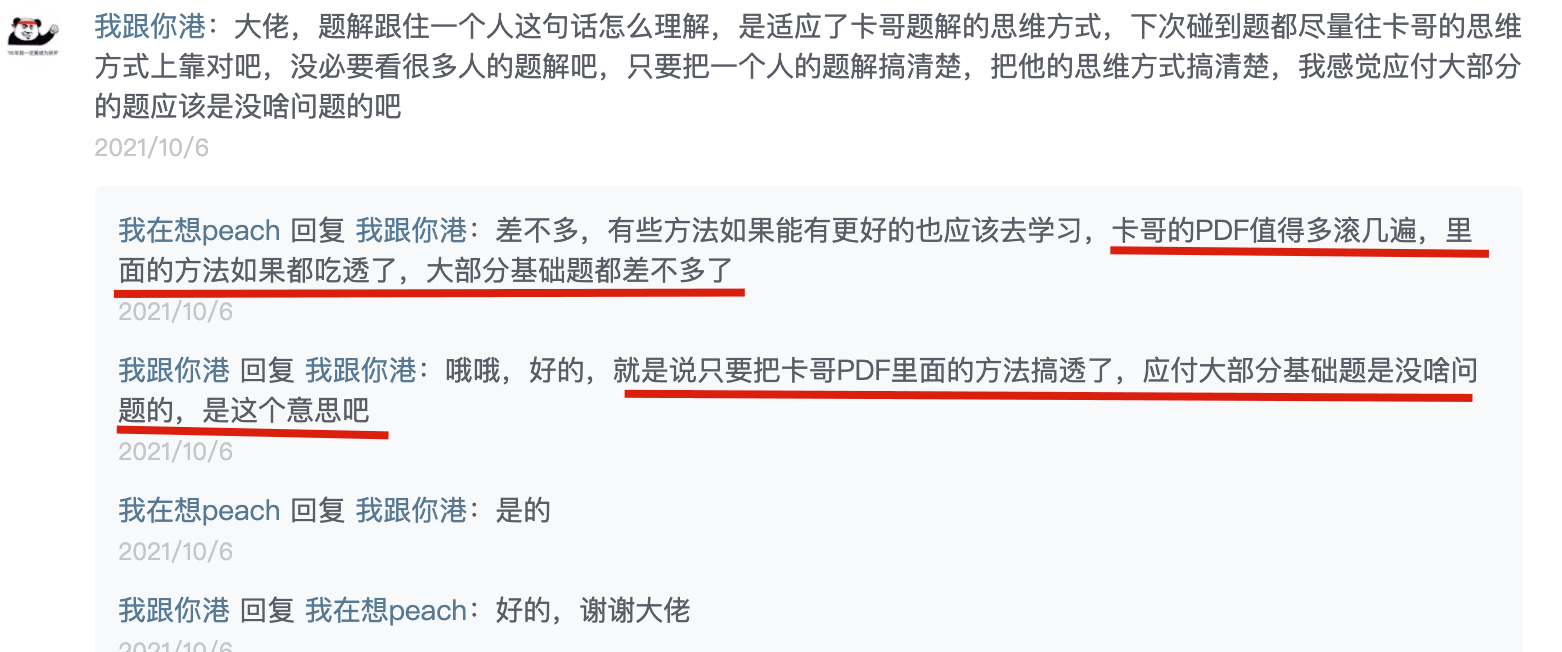 我跟你港：大佬，题解跟住一个人这句话怎么理解，是适应了卡哥题解的思维方式，下次碰到题都尽量往卡哥的思维
方式上靠对吧，没必要看很多人的题解吧，只要把一个人的题解搞清楚，把他的思维方式搞清楚，我感觉应付大部分
的题应该是没啥问题的吧
2021/10/6
我在想peach 回复 我跟你港：差不多，有些方法如果能有更好的也应该去学习，卡哥的PDF值得多滚几遍，里
面的方法如果都吃透了，大部分基础题都差不多了
2021/10/6
我跟你港 回复 我跟你港：哦哦，好的，就是说只要把卡哥PDF里面的方法搞透了，应付大部分基础题是没啥问
题的，是这个意思吧
2021/10/6
我在想peach 回复 我跟你港：是的
2021/10/6
我跟你港 回复 我在想peach：好的，谢谢大佬
2021/10/6